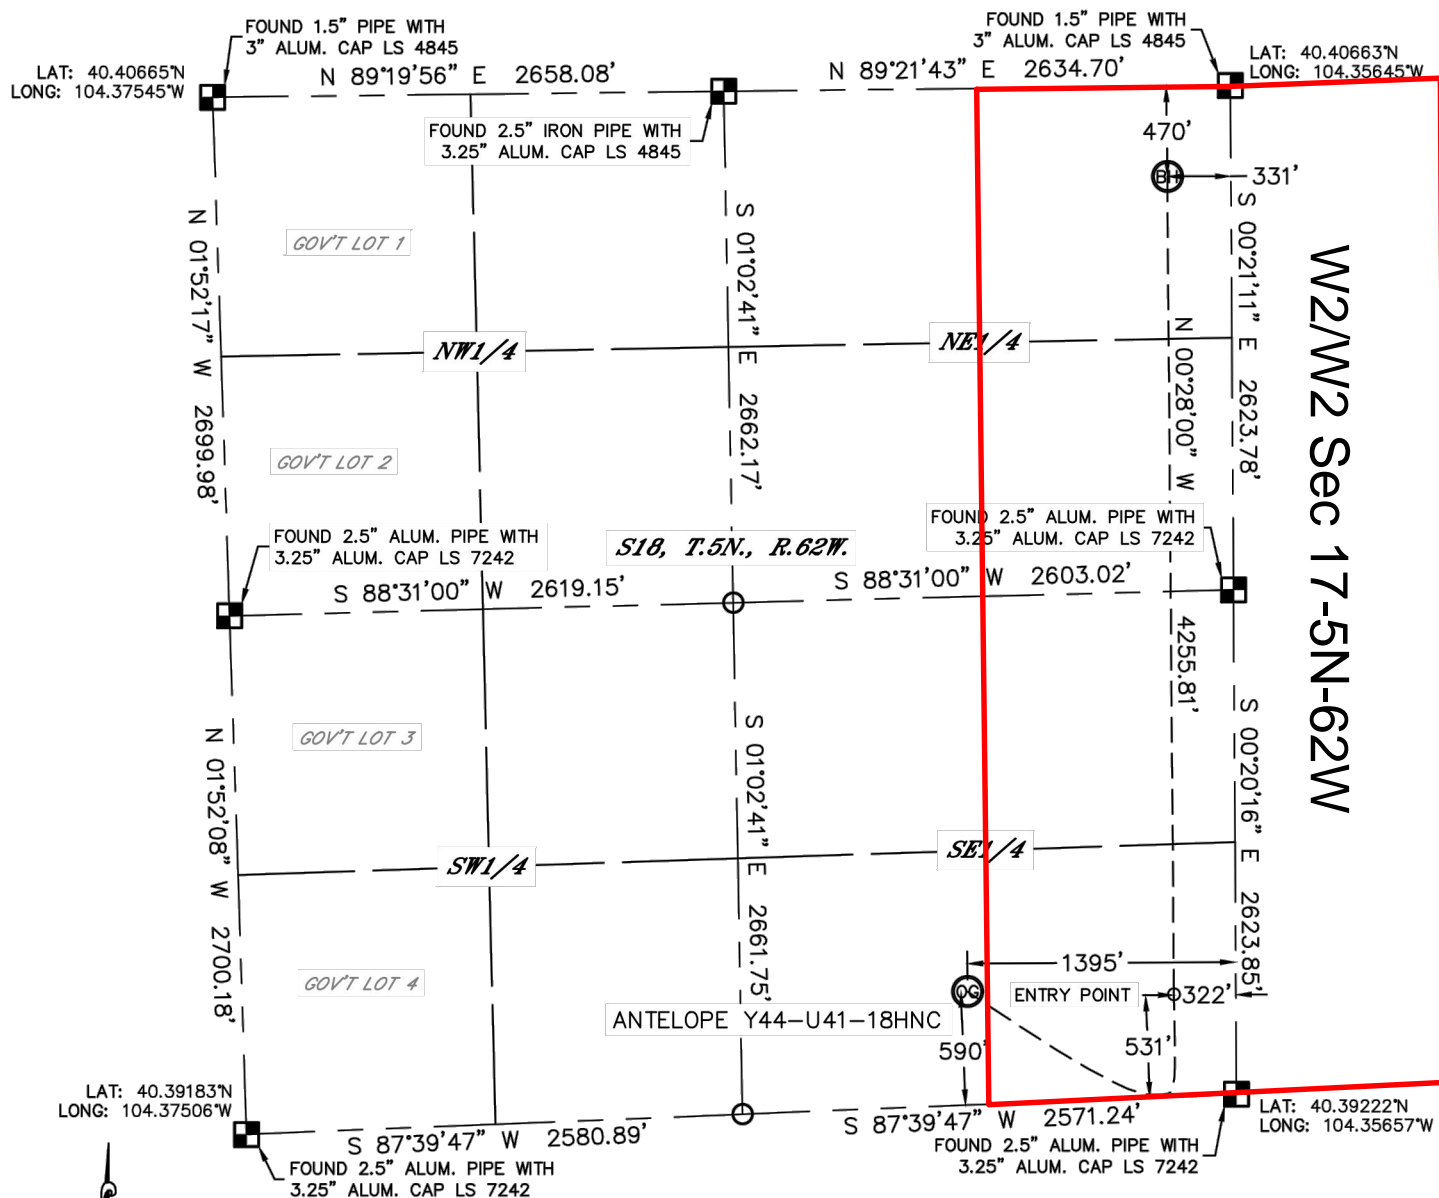 FOUND 1.5" PIPE WITH
3" ALUM. CAP LS 4845
LAT: 40.40665°N
LONG: 104.37545°W
N 89°19'56" E 2658.08'
FOUND 2.5" IRON PIPE WITH
3.25" ALUM. CAP LS 4845
N 89°21'43" E 2634.70'
FOUND 1.5" PIPE WITH
3" ALUM. CAP LS 4845
LAT: 40.40663°N
LONG: 104.35645°W
470'
BH
331'
N 01°52'17" W 2699.98'
GOV'T LOT 1
S 01°02'41" E 2662.17'
S 00°21'11" E 2623.78'
N 00°28'00" W 4255.81'
W2/W2 Sec 17-5N-62W
NW1/4
NE1/4
GOV'T LOT 2
FOUND 2.5" ALUM. PIPE WITH
3.25" ALUM. CAP LS 7242
S18, T.5N., R.62W.
FOUND 2.5" ALUM. PIPE WITH
3.25" ALUM. CAP LS 7242
S 88°31'00" W 2619.15'
S 88°31'00" W 2603.02'
N 01°52'08" W 2700.18'
GOV'T LOT 3
S 01°02'41" E 2661.75'
S 00°20'16" E 2623.85'
SW1/4
SE1/4
GOV'T LOT 4
1395'
OG
ENTRY POINT
322'
ANTELOPE Y44-U41-18HNC
590'
531'
LAT: 40.39183°N
LONG: 104.37506°W
S 87°39'47" W 2580.89'
FOUND 2.5" ALUM. PIPE WITH
3.25" ALUM. CAP LS 7242
S 87°39'47" W 2571.24'
FOUND 2.5" ALUM. PIPE WITH
3.25" ALUM. CAP LS 7242
LAT: 40.39222°N
LONG: 104.35657°W